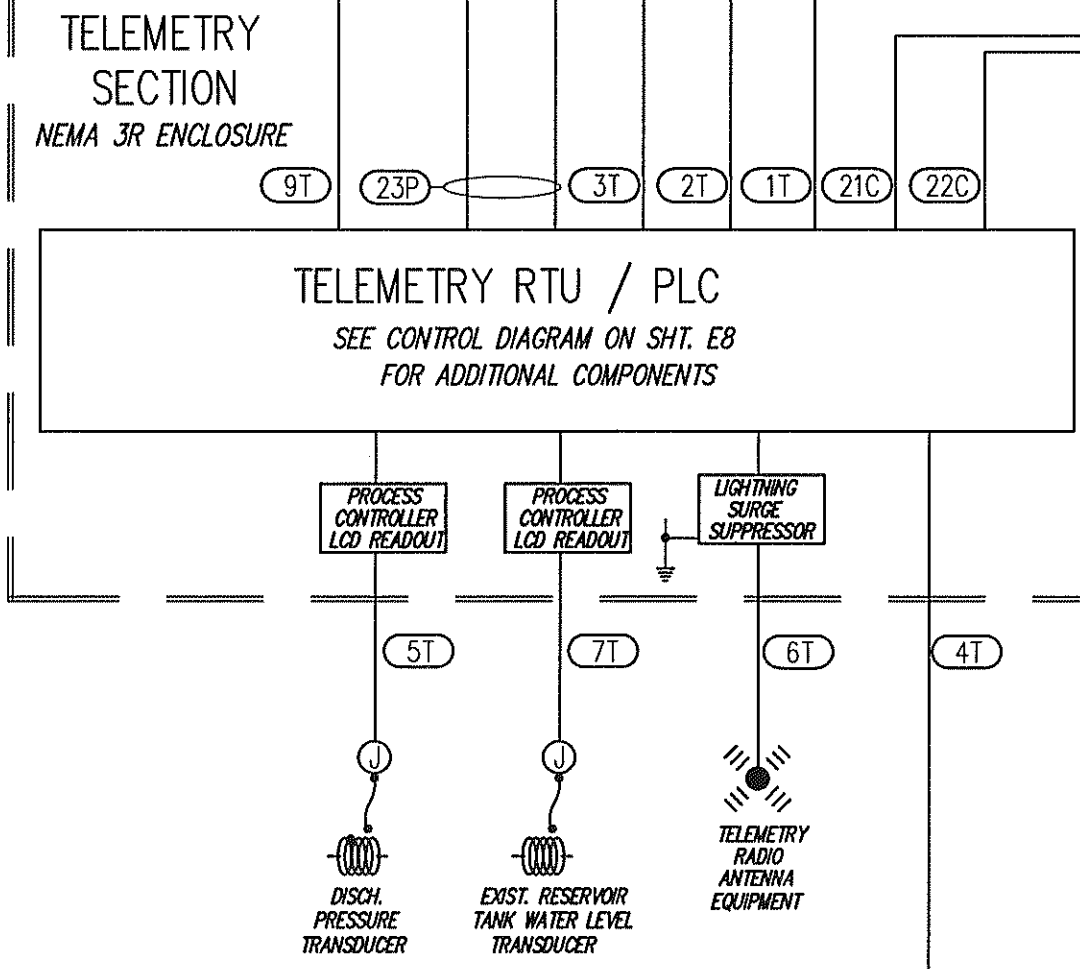 TELEMETRY
SECTION
NEMA 3R ENCLOSURE
9T
23P
3T
2T
1T
21C
22C
TELEMETRY RTU / PLC
SEE CONTROL DIAGRAM ON SHT. E8
FOR ADDITIONAL COMPONENTS
PROCESS
CONTROLLER
LCD READOUT
PROCESS
CONTROLLER
LCD READOUT
LIGHTNING
SURGE
SUPPRESSOR
5T
7T
6T
4T
J
J
DISCH.
PRESSURE
TRANSDUCER
EXIST. RESERVOIR
TANK WATER LEVEL
TRANSDUCER
TELEMETRY
RADIO
ANTENNA
EQUIPMENT